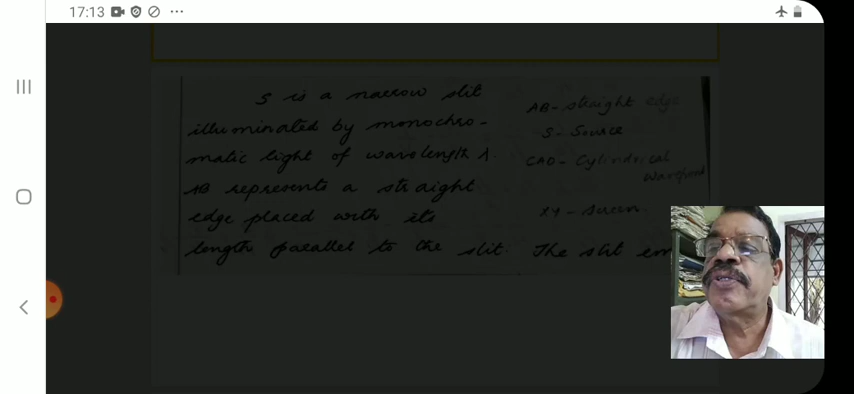 17:13
S is a narrow slit
illuminated by monochro-
matic light of wavelength λ.
AB represents a straight
edge placed with its
length parallel to the slit. The slit em
AB - straight edge
S - Source
CAD - Cylindrical
wavefront
XY - screen